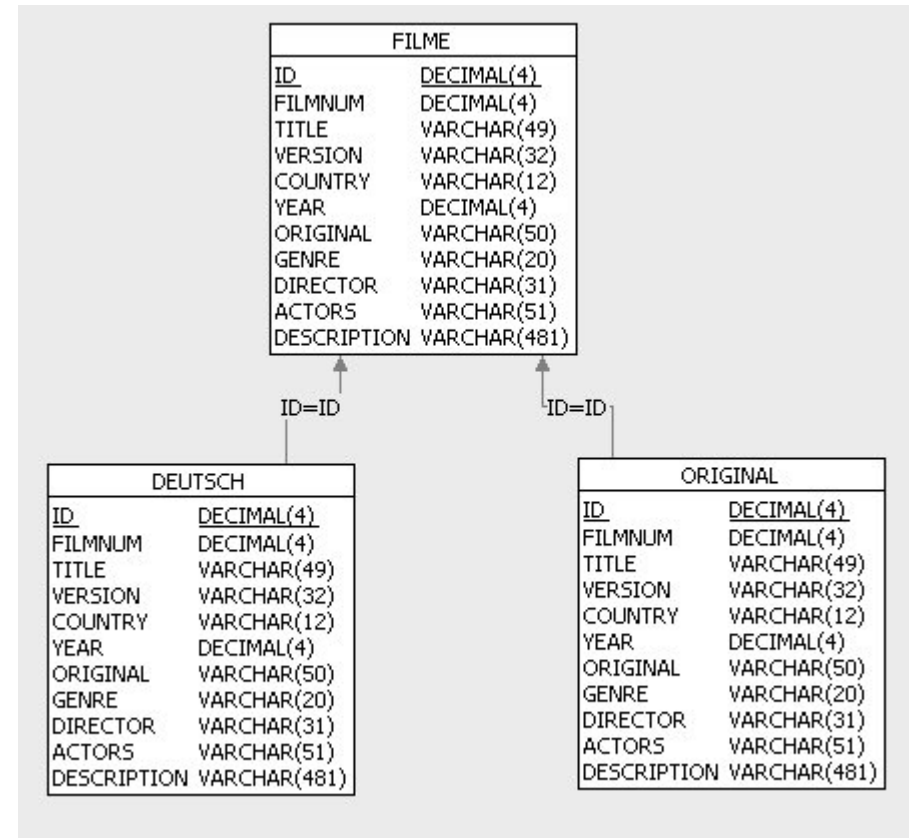 FILME
ID DECIMAL(4)
FILMNUM DECIMAL(4)
TITLE VARCHAR(49)
VERSION VARCHAR(32)
COUNTRY VARCHAR(12)
YEAR DECIMAL(4)
ORIGINAL VARCHAR(50)
GENRE VARCHAR(20)
DIRECTOR VARCHAR(31)
ACTORS VARCHAR(51)
DESCRIPTION VARCHAR(481)
ID=ID
ID=ID
DEUTSCH
ID DECIMAL(4)
FILMNUM DECIMAL(4)
TITLE VARCHAR(49)
VERSION VARCHAR(32)
COUNTRY VARCHAR(12)
YEAR DECIMAL(4)
ORIGINAL VARCHAR(50)
GENRE VARCHAR(20)
DIRECTOR VARCHAR(31)
ACTORS VARCHAR(51)
DESCRIPTION VARCHAR(481)
ORIGINAL
ID DECIMAL(4)
FILMNUM DECIMAL(4)
TITLE VARCHAR(49)
VERSION VARCHAR(32)
COUNTRY VARCHAR(12)
YEAR DECIMAL(4)
ORIGINAL VARCHAR(50)
GENRE VARCHAR(20)
DIRECTOR VARCHAR(31)
ACTORS VARCHAR(51)
DESCRIPTION VARCHAR(481)